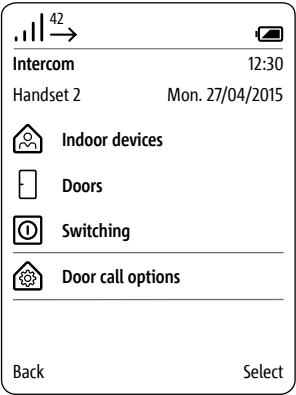 42
Intercom 12:30
Handset 2 Mon. 27/04/2015
Indoor devices
Doors
Switching
Door call options
Back Select